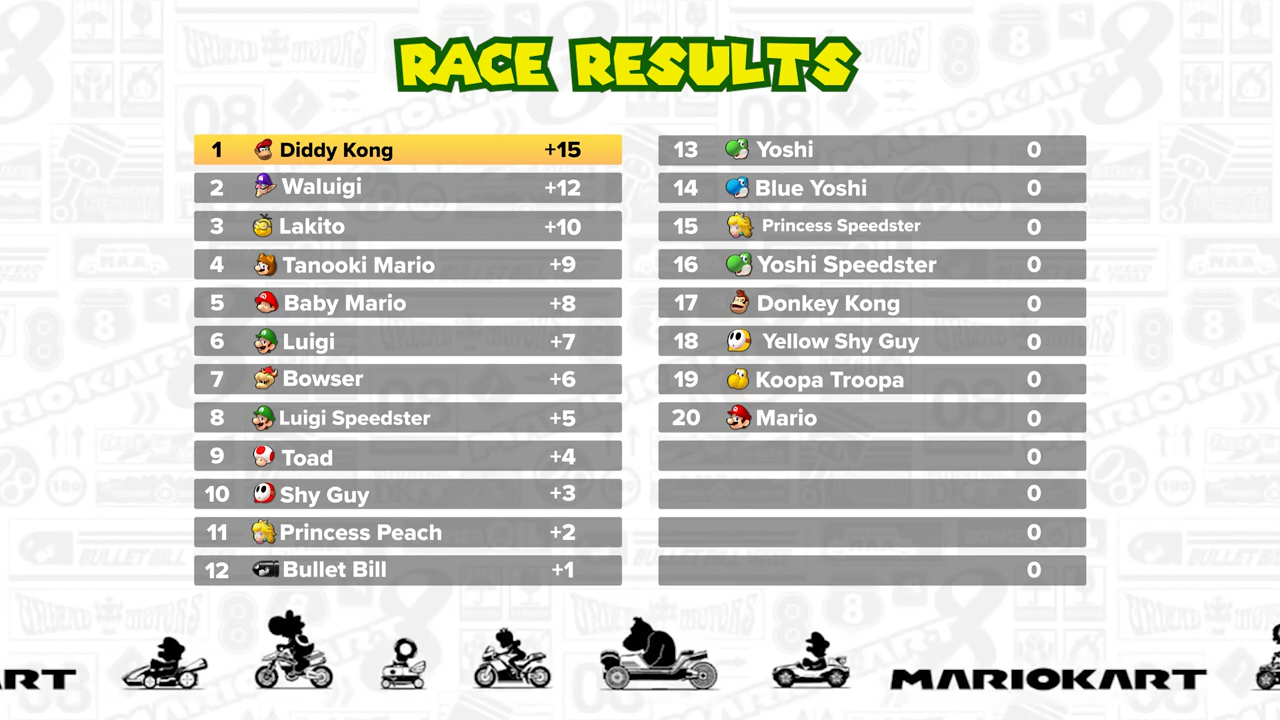 RACE RESULTS
1 Diddy Kong +15
2 Waluigi +12
3 Lakito +10
4 Tanooki Mario +9
5 Baby Mario +8
6 Luigi +7
7 Bowser +6
8 Luigi Speedster +5
9 Toad +4
10 Shy Guy +3
11 Princess Peach +2
12 Bullet Bill +1
13 Yoshi 0
14 Blue Yoshi 0
15 Princess Speedster 0
16 Yoshi Speedster 0
17 Donkey Kong 0
18 Yellow Shy Guy 0
19 Koopa Troopa 0
20 Mario 0
0
0
0
0
ART
MARIOKART